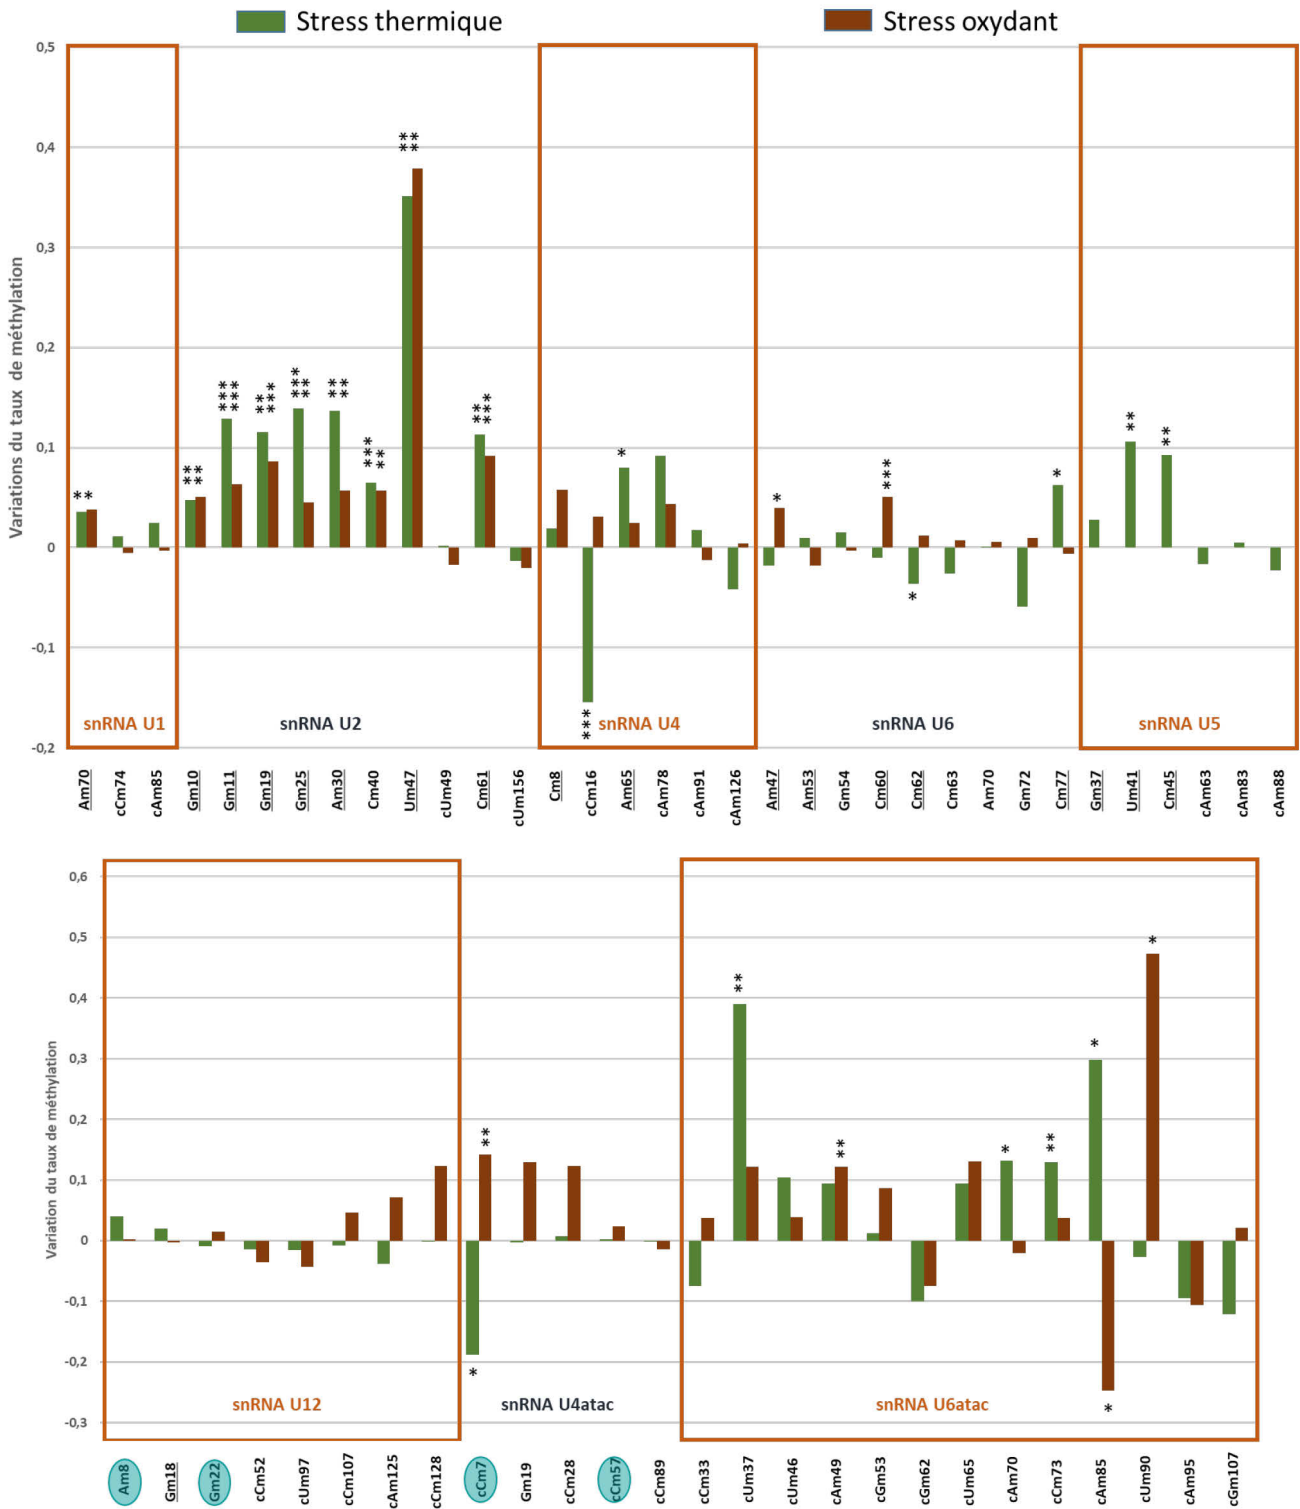 Stress thermique Stress oxydant
Variations du taux de méthylation
0,5
0,4
0,3
0,2
0,1
0
-0,1
-0,2
** ** ** *** *** ** *** *** ** ** ** *** ** ** ** ** *** *** * * *** * * ** ** *
snRNA U1 snRNA U2 snRNA U4 snRNA U6 snRNA U5
Am70 cCm74 cAm85 Gm10 Gm11 Gm19 Gm25 Am30 Cm40 Um47 cUm49 Cm61 cUm156 Cm8 cCm16 Am65 cAm78 cAm91 cAm126 Am47 Am53 Gm54 Cm60 Cm62 Cm63 Am70 Gm72 Cm77 Gm37 Um41 Cm45 cAm63 cAm83 cAm88
Variation du taux de méthylation
0,6
0,5
0,4
0,3
0,2
0,1
0
-0,1
-0,2
-0,3
** * ** ** * ** * * *
snRNA U12 snRNA U4atac snRNA U6atac
Am8 Gm18 Gm22 cCm52 cUm97 cCm107 cAm125 cCm128 cCm7 Gm19 cCm28 cCm57 cCm89 cCm33 cUm37 cUm46 cAm49 cGm53 cGm62 cUm65 cAm70 cCm73 cAm85 cUm90 cAm95 cGm107